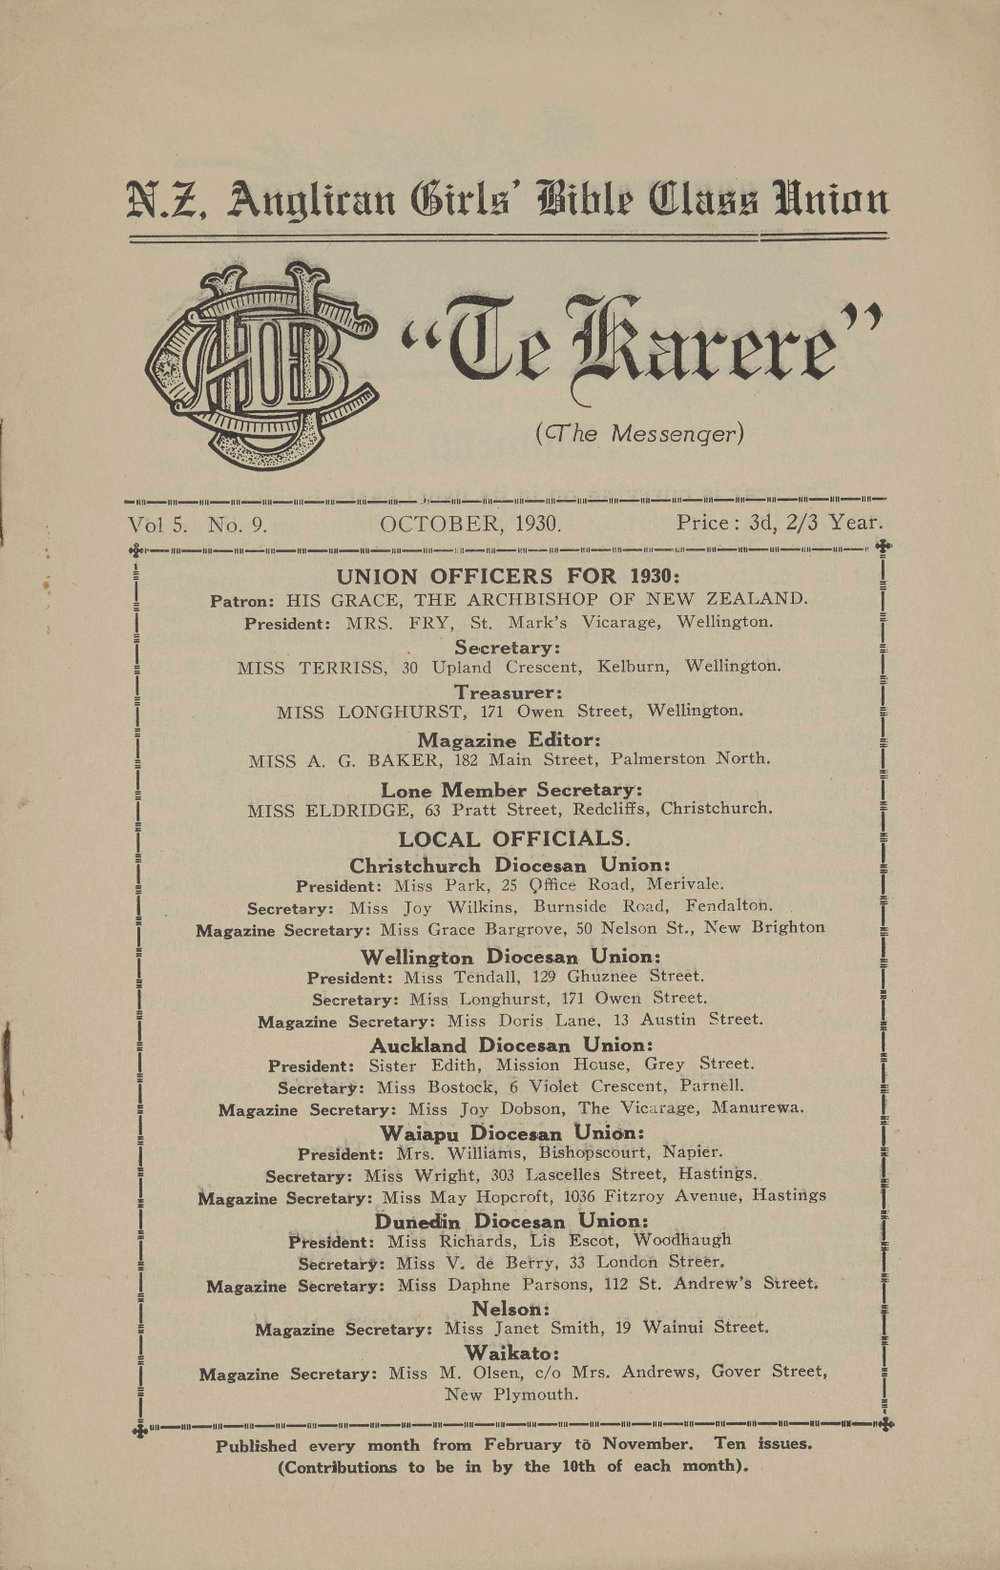 N.Z. Anglican Girls' Bible Class Union
"Te Karere"
(The Messenger)
Vol 5. No. 9. OCTOBER, 1930. Price: 3d, 2/3 Year.
UNION OFFICERS FOR 1930:
Patron: HIS GRACE, THE ARCHBISHOP OF NEW ZEALAND.
President: MRS. FRY, St. Mark's Vicarage, Wellington.
Secretary:
MISS TERRISS, 30 Upland Crescent, Kelburn, Wellington.
Treasurer:
MISS LONGHURST, 171 Owen Street, Wellington.
Magazine Editor:
MISS A. G. BAKER, 182 Main Street, Palmerston North.
Lone Member Secretary:
MISS ELDRIDGE, 63 Pratt Street, Redcliffs, Christchurch.
LOCAL OFFICIALS.
Christchurch Diocesan Union:
President: Miss Park, 25 Office Road, Merivale.
Secretary: Miss Joy Wilkins, Burnside Road, Fendalton.
Magazine Secretary: Miss Grace Bargrove, 50 Nelson St., New Brighton
Wellington Diocesan Union:
President: Miss Tendall, 129 Ghuznee Street.
Secretary: Miss Longhurst, 171 Owen Street.
Magazine Secretary: Miss Doris Lane, 13 Austin Street.
Auckland Diocesan Union:
President: Sister Edith, Mission House, Grey Street.
Secretary: Miss Bostock, 6 Violet Crescent, Parnell.
Magazine Secretary: Miss Joy Dobson, The Vicarage, Manurewa.
Waiapu Diocesan Union:
President: Mrs. Williams, Bishopscourt, Napier.
Secretary: Miss Wright, 303 Lascelles Street, Hastings.
Magazine Secretary: Miss May Hopcroft, 1036 Fitzroy Avenue, Hastings
Dunedin Diocesan Union:
President: Miss Richards, Lis Escot, Woodhaugh
Secretary: Miss V. de Berry, 33 London Streer.
Magazine Secretary: Miss Daphne Parsons, 112 St. Andrew's Street.
Nelson:
Magazine Secretary: Miss Janet Smith, 19 Wainui Street.
Waikato:
Magazine Secretary: Miss M. Olsen, c/o Mrs. Andrews, Gover Street,
New Plymouth.
Published every month from February to November. Ten issues.
(Contributions to be in by the 10th of each month).